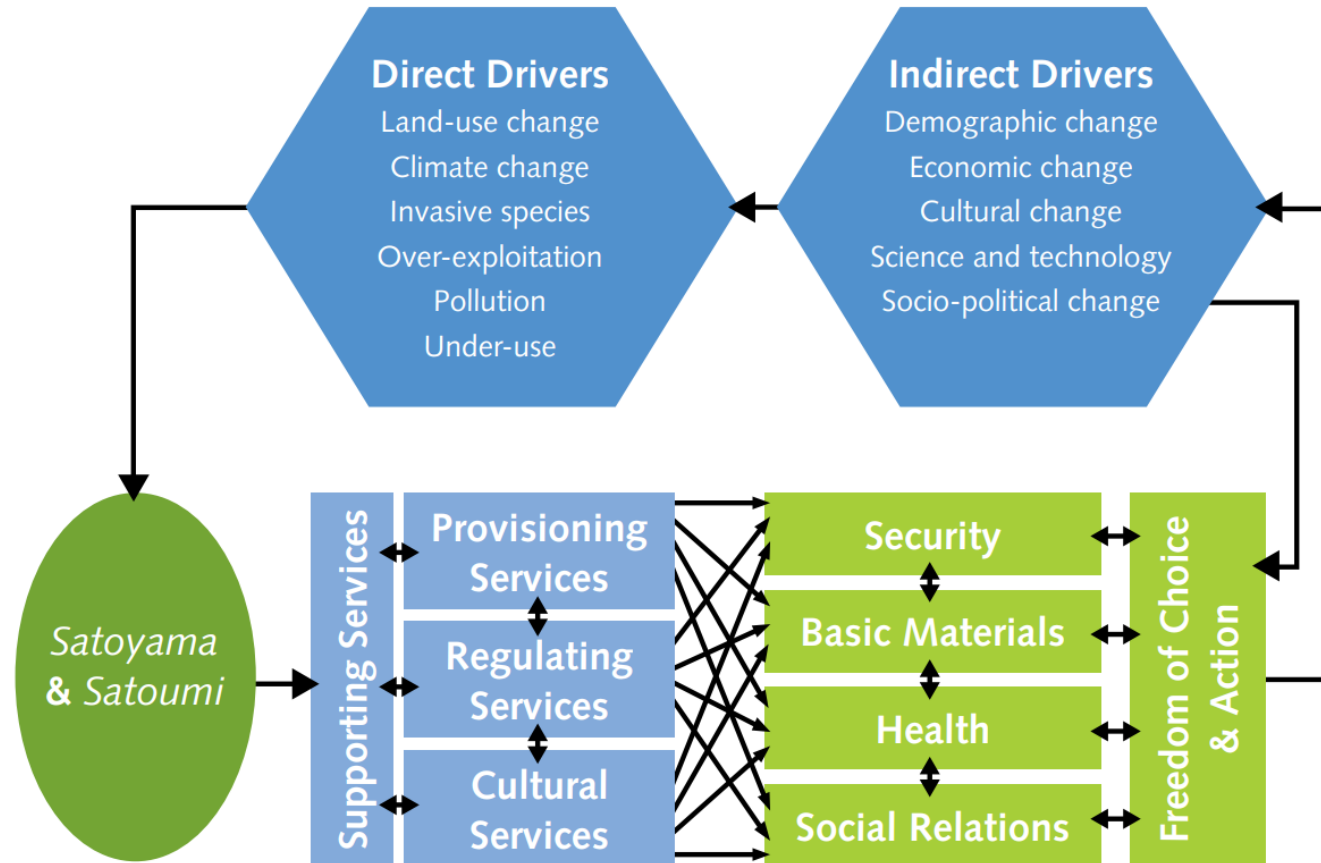 Direct Drivers
Land-use change
Climate change
Invasive species
Over-exploitation
Pollution
Under-use
Indirect Drivers
Demographic change
Economic change
Cultural change
Science and technology
Socio-political change
Satoyama
& Satoumi
Supporting Services
Provisioning
Services
Regulating
Services
Cultural
Services
Security
Basic Materials
Health
Social Relations
Freedom of Choice
& Action